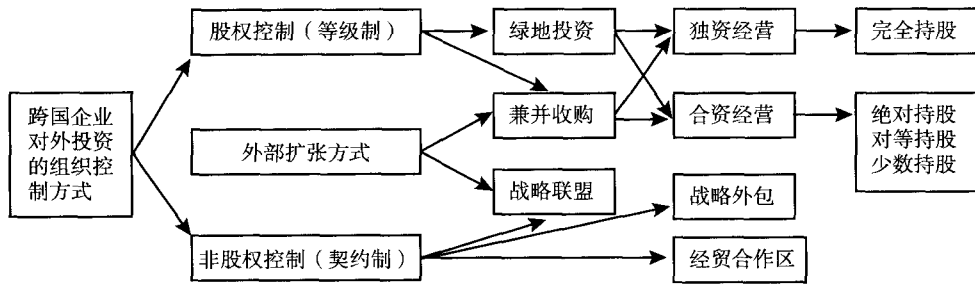 股权控制（等级制）
绿地投资
独资经营
完全持股
跨国企业
对外投资
的组织控
制方式
兼并收购
合资经营
绝对持股
对等持股
少数持股
外部扩张方式
战略联盟
战略外包
非股权控制（契约制）
经贸合作区